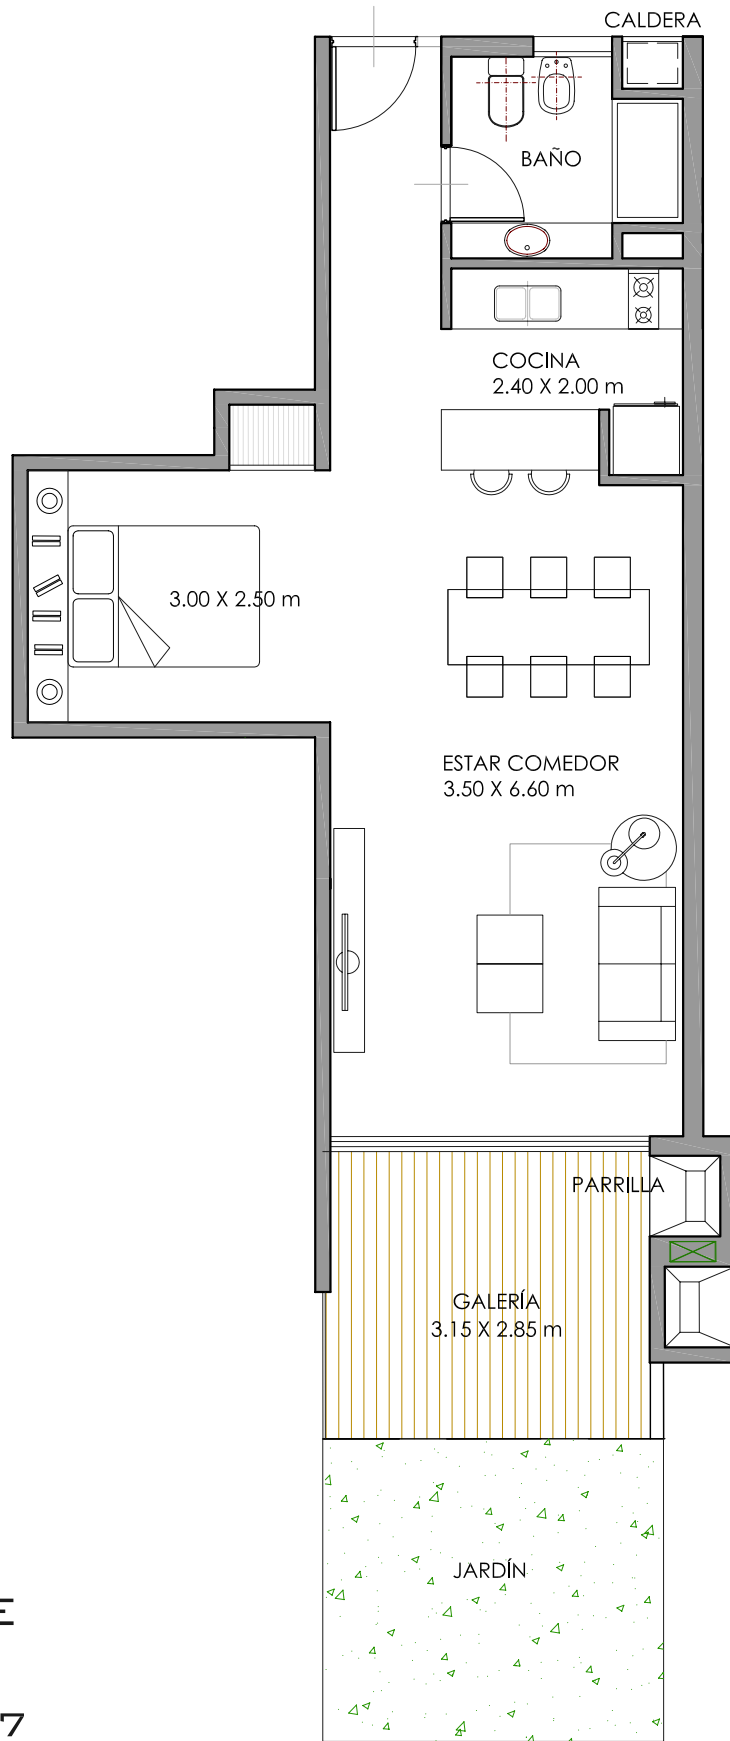 CALDERA
BAÑO
COCINA
2.40 X 2.00 m
3.00 X 2.50 m
ESTAR COMEDOR
3.50 X 6.60 m
PARRILLA
GALERÍA
3.15 X 2.85 m
JARDÍN
E
7